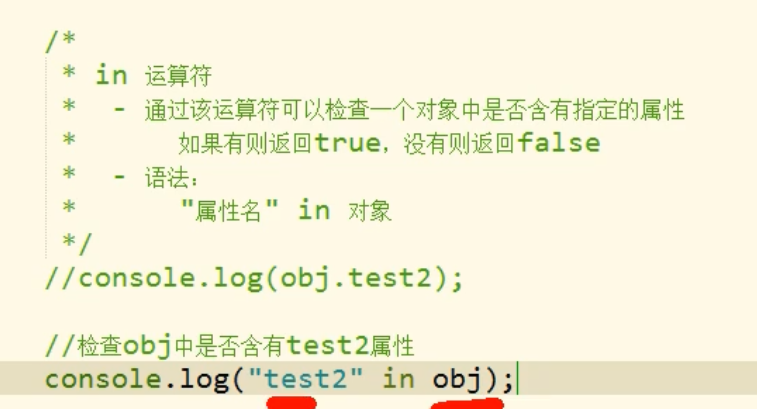 /*
* in 运算符
* - 通过该运算符可以检查一个对象中是否含有指定的属性
* 如果有则返回true，没有则返回false
* - 语法：
* "属性名" in 对象
*/
//console.log(obj.test2);
//检查obj中是否含有test2属性
console.log("test2" in obj);